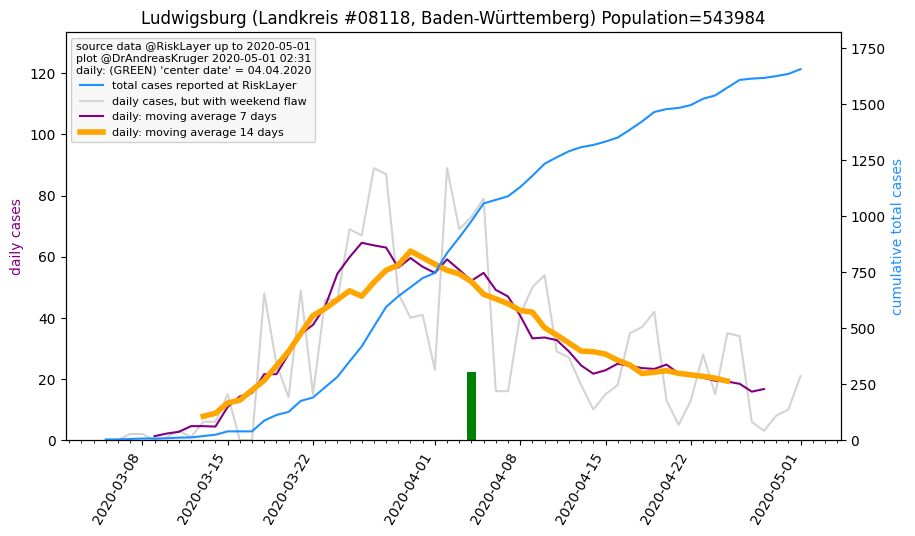 Ludwigsburg (Landkreis #08118, Baden-Württemberg) Population=543984
source data @RiskLayer up to 2020-05-01
plot @DrAndreasKruger 2020-05-01 02:31
daily: (GREEN) 'center date' = 04.04.2020
total cases reported at RiskLayer
daily cases, but with weekend flaw
daily: moving average 7 days
daily: moving average 14 days
daily cases
120
100
80
60
40
20
0
1750
1500
1250
1000
750
500
250
0
cumulative total cases
2020-03-08
2020-03-15
2020-03-22
2020-04-01
2020-04-08
2020-04-15
2020-04-22
2020-05-01